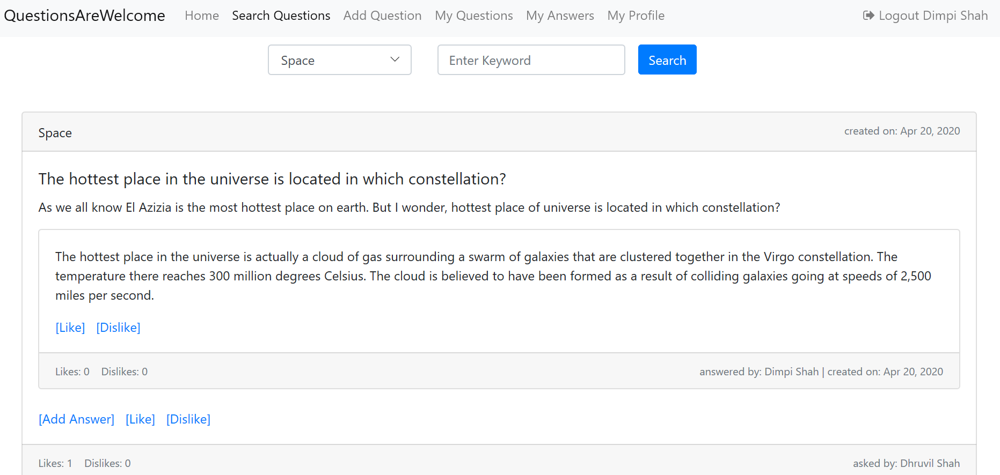 QuestionsAreWelcome Home Search Questions Add Question My Questions My Answers My Profile Logout Dimpi Shah
Space Enter Keyword Search
Space created on: Apr 20, 2020
The hottest place in the universe is located in which constellation?
As we all know El Azizia is the most hottest place on earth. But I wonder, hottest place of universe is located in which constellation?
The hottest place in the universe is actually a cloud of gas surrounding a swarm of galaxies that are clustered together in the Virgo constellation. The
temperature there reaches 300 million degrees Celsius. The cloud is believed to have been formed as a result of colliding galaxies going at speeds of 2,500
miles per second.
[Like] [Dislike]
Likes: 0 Dislikes: 0 answered by: Dimpi Shah | created on: Apr 20, 2020
[Add Answer] [Like] [Dislike]
Likes: 1 Dislikes: 0 asked by: Dhruvil Shah